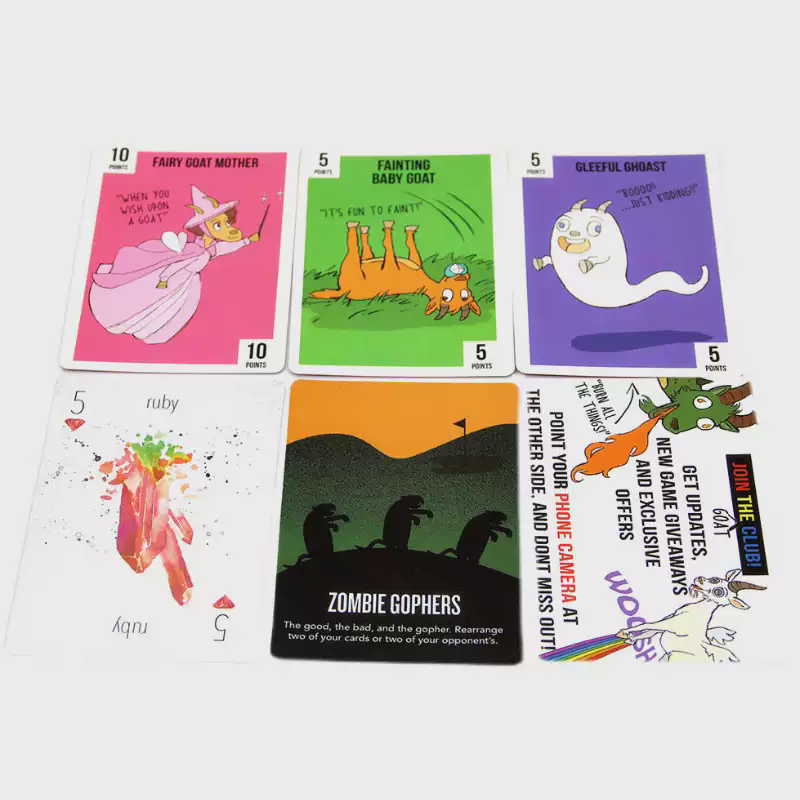 10
POINTS
FAIRY GOAT MOTHER
"WHEN YOU
WISH UPON
A GOAT"
10
POINTS
5
POINTS
FAINTING
BABY GOAT
"IT'S FUN TO FAINT!"
5
POINTS
5
POINTS
GLEEFUL GHOAST
"BOOOO!!
...JUST KIDDING!!"
5
POINTS
5
ruby
ruby
5
ZOMBIE GOPHERS
The good, the bad, and the gopher. Rearrange
two of your cards or two of your opponent's.
JOIN THE CLUB!
GOAT
GET UPDATES,
NEW GAME GIVEAWAYS
AND EXCLUSIVE
OFFERS
"BURN ALL
THE THINGS!"
POINT YOUR PHONE CAMERA AT
THE OTHER SIDE, AND DONT MISS OUT!
WOOSH